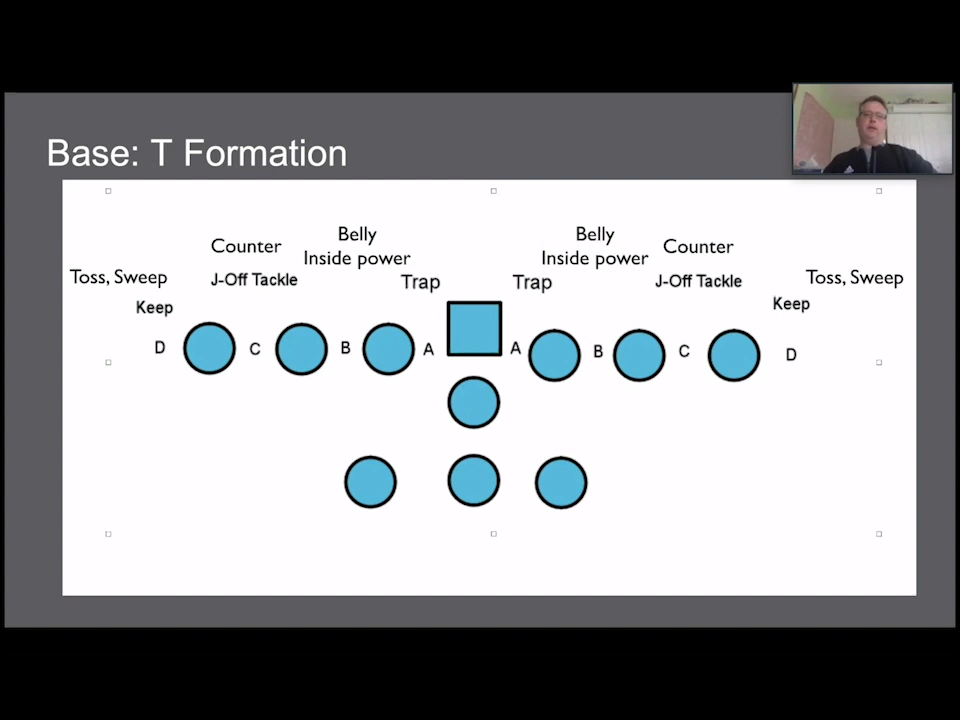 Base: T Formation
Belly
Belly
Counter
Inside power
Inside power
Counter
Toss, Sweep
J-Off Tackle
Trap
Trap
J-Off Tackle
Toss, Sweep
Keep
Keep
D
C
B
A
A
B
C
D